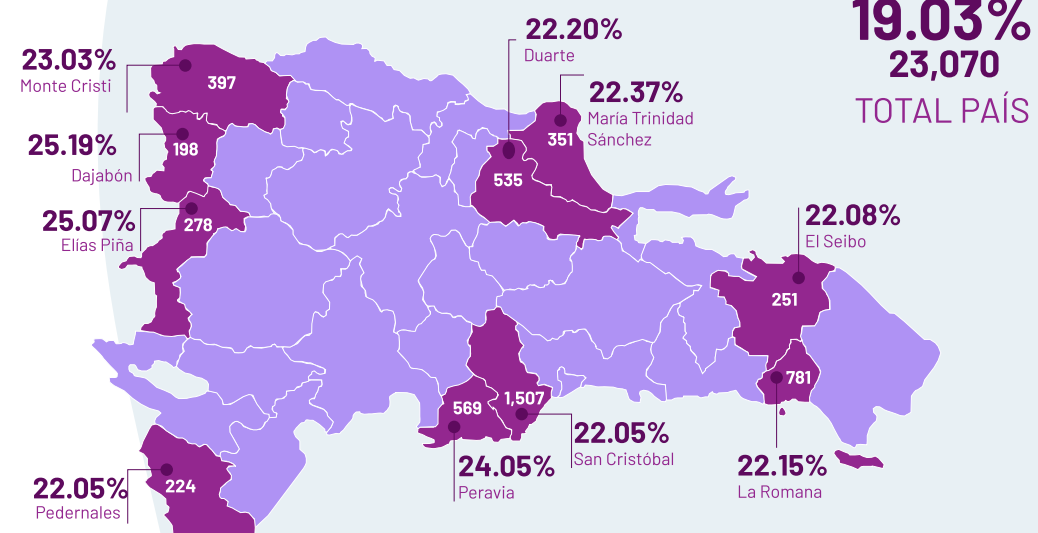 19.03%
23,070
TOTAL PAÍS
22.20%
Duarte
23.03%
Monte Cristi
397
22.37%
María Trinidad
Sánchez
351
25.19%
Dajabón
198
535
25.07%
Elías Piña
278
22.08%
El Seibo
251
781
569
1,507
22.05%
San Cristóbal
24.05%
Peravia
22.15%
La Romana
22.05%
Pedernales
224